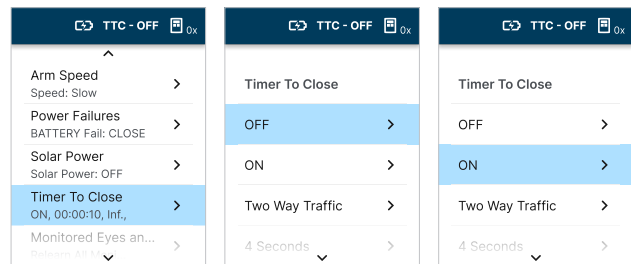 TTC - OFF 0x
Arm Speed
Speed: Slow
Power Failures
BATTERY Fail: CLOSE
Solar Power
Solar Power: OFF
Timer To Close
ON, 00:00:10, Inf.,
Monitored Eyes an...
TTC - OFF 0x
Timer To Close
OFF
ON
Two Way Traffic
4 Seconds
TTC - OFF 0x
Timer To Close
OFF
ON
Two Way Traffic
4 Seconds